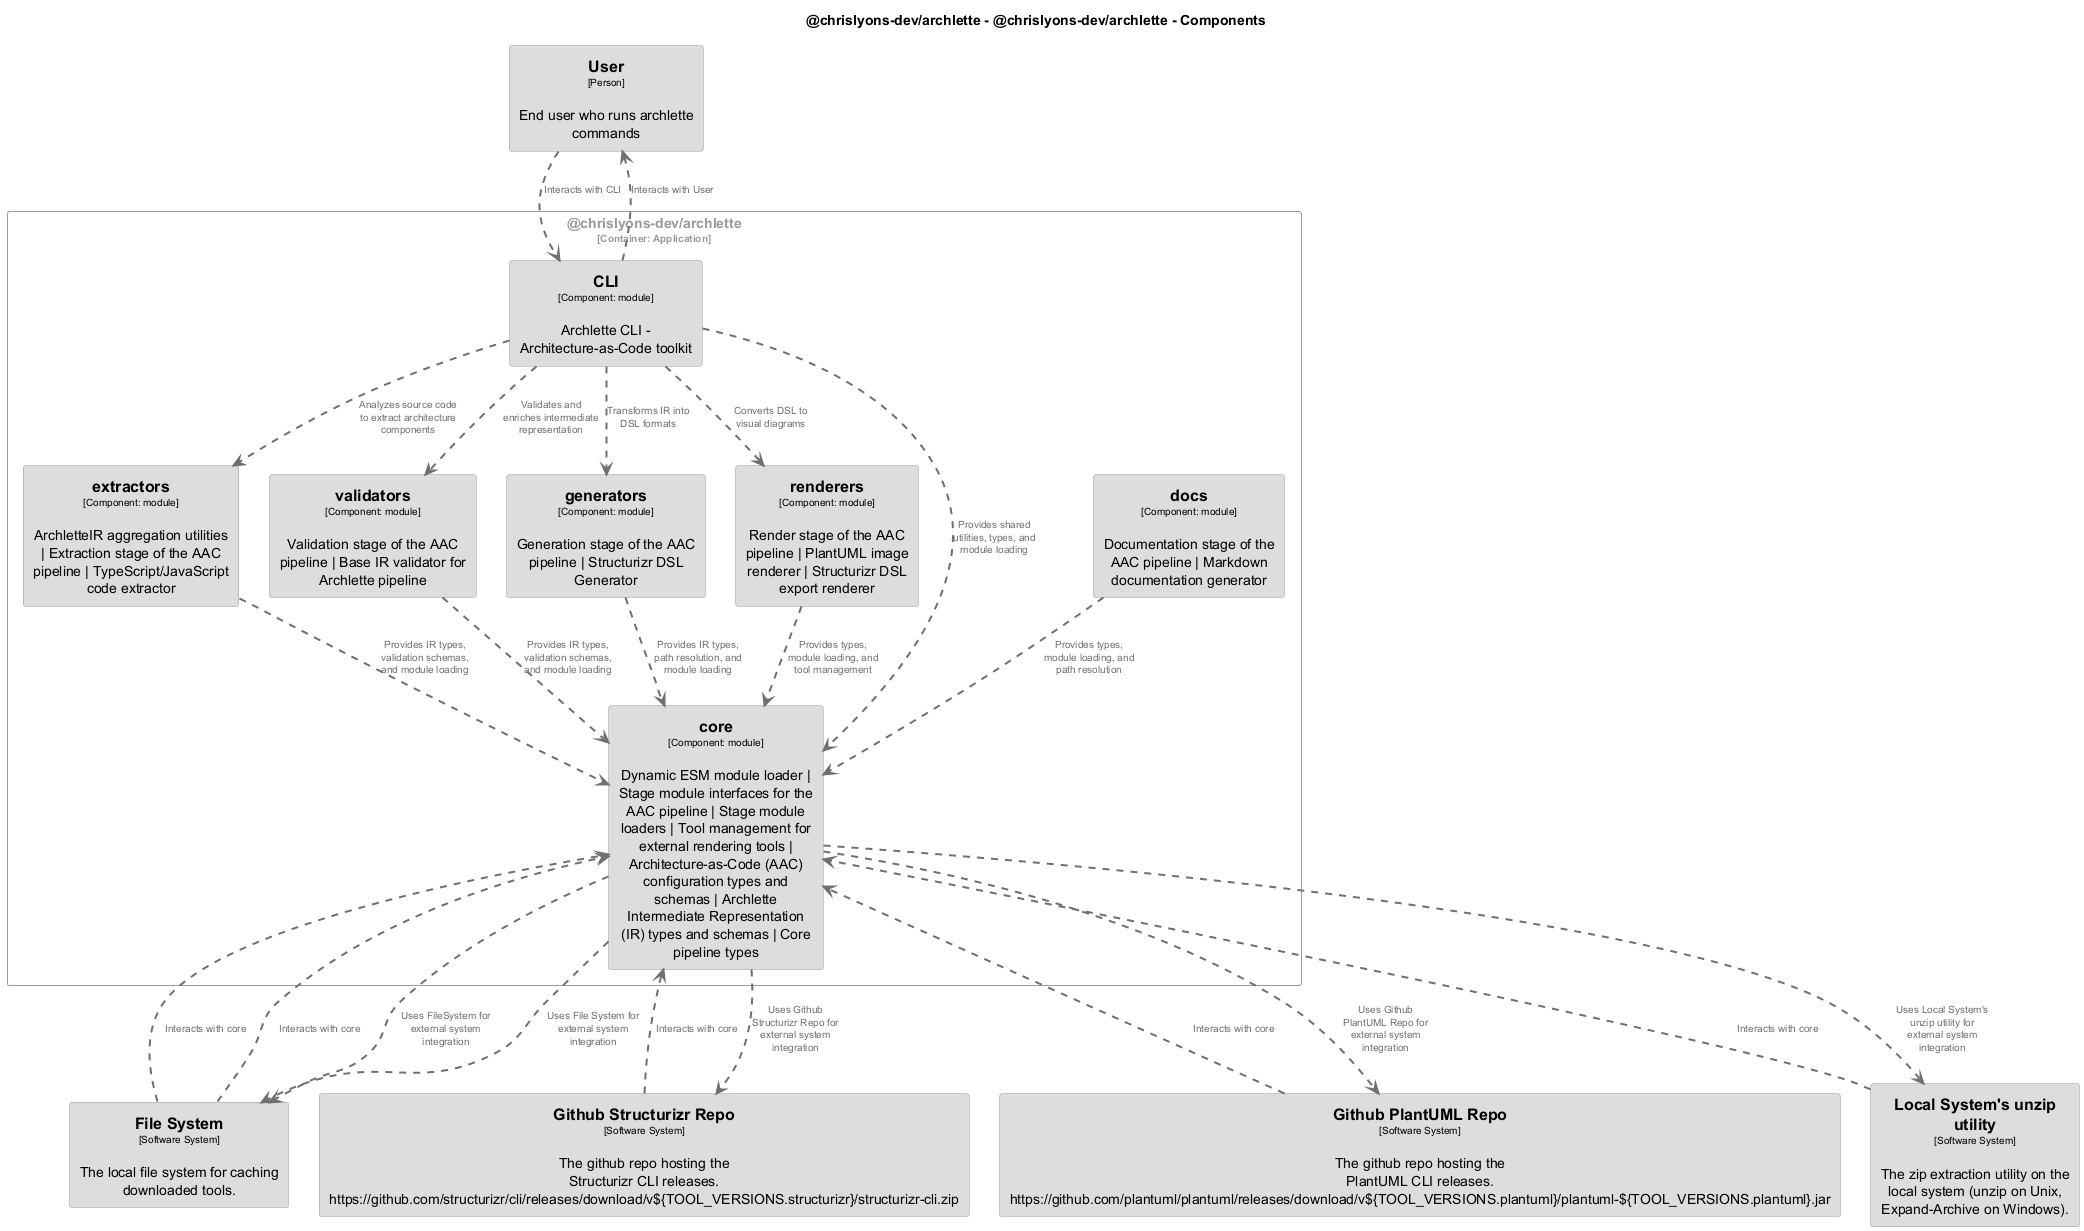 @chrislyons-dev/archlette - @chrislyons-dev/archlette - Components
User
[Person]
End user who runs archlette
commands
Interacts with CLI
Interacts with User
@chrislyons-dev/archlette
[Container: Application]
CLI
[Component: module]
Archlette CLI -
Architecture-as-Code toolkit
Analyzes source code
to extract architecture
components
Validates and
enriches intermediate
representation
Transforms IR into
DSL formats
Converts DSL to
visual diagrams
Provides shared
utilities, types, and
module loading
extractors
[Component: module]
ArchletteIR aggregation utilities
| Extraction stage of the AAC
pipeline | TypeScript/JavaScript
code extractor
validators
[Component: module]
Validation stage of the AAC
pipeline | Base IR validator for
Archlette pipeline
generators
[Component: module]
Generation stage of the AAC
pipeline | Structurizr DSL
Generator
renderers
[Component: module]
Render stage of the AAC
pipeline | PlantUML image
renderer | Structurizr DSL
export renderer
docs
[Component: module]
Documentation stage of the
AAC pipeline | Markdown
documentation generator
Provides IR types,
validation schemas,
and module loading
Provides IR types,
validation schemas,
and module loading
Provides IR types,
path resolution, and
module loading
Provides types,
module loading, and
tool management
Provides types,
module loading, and
path resolution
core
[Component: module]
Dynamic ESM module loader |
Stage module interfaces for the
AAC pipeline | Stage module
loaders | Tool management for
external rendering tools |
Architecture-as-Code (AAC)
configuration types and
schemas | Archlette
Intermediate Representation
(IR) types and schemas | Core
pipeline types
Interacts with core
Interacts with core
Uses FileSystem for
external system
integration
Uses File System for
external system
integration
Interacts with core
Uses Github
Structurizr Repo for
external system
integration
Interacts with core
Uses Github
PlantUML Repo for
external system
integration
Interacts with core
Uses Local System's
unzip utility for
external system
integration
File System
[Software System]
The local file system for caching
downloaded tools.
Github Structurizr Repo
[Software System]
The github repo hosting the
Structurizr CLI releases.
https://github.com/structurizr/cli/releases/download/v${TOOL_VERSIONS.structurizr}/structurizr-cli.zip
Github PlantUML Repo
[Software System]
The github repo hosting the
PlantUML CLI releases.
https://github.com/plantuml/plantuml/releases/download/v${TOOL_VERSIONS.plantuml}/plantuml-${TOOL_VERSIONS.plantuml}.jar
Local System's unzip
utility
[Software System]
The zip extraction utility on the
local system (unzip on Unix,
Expand-Archive on Windows).